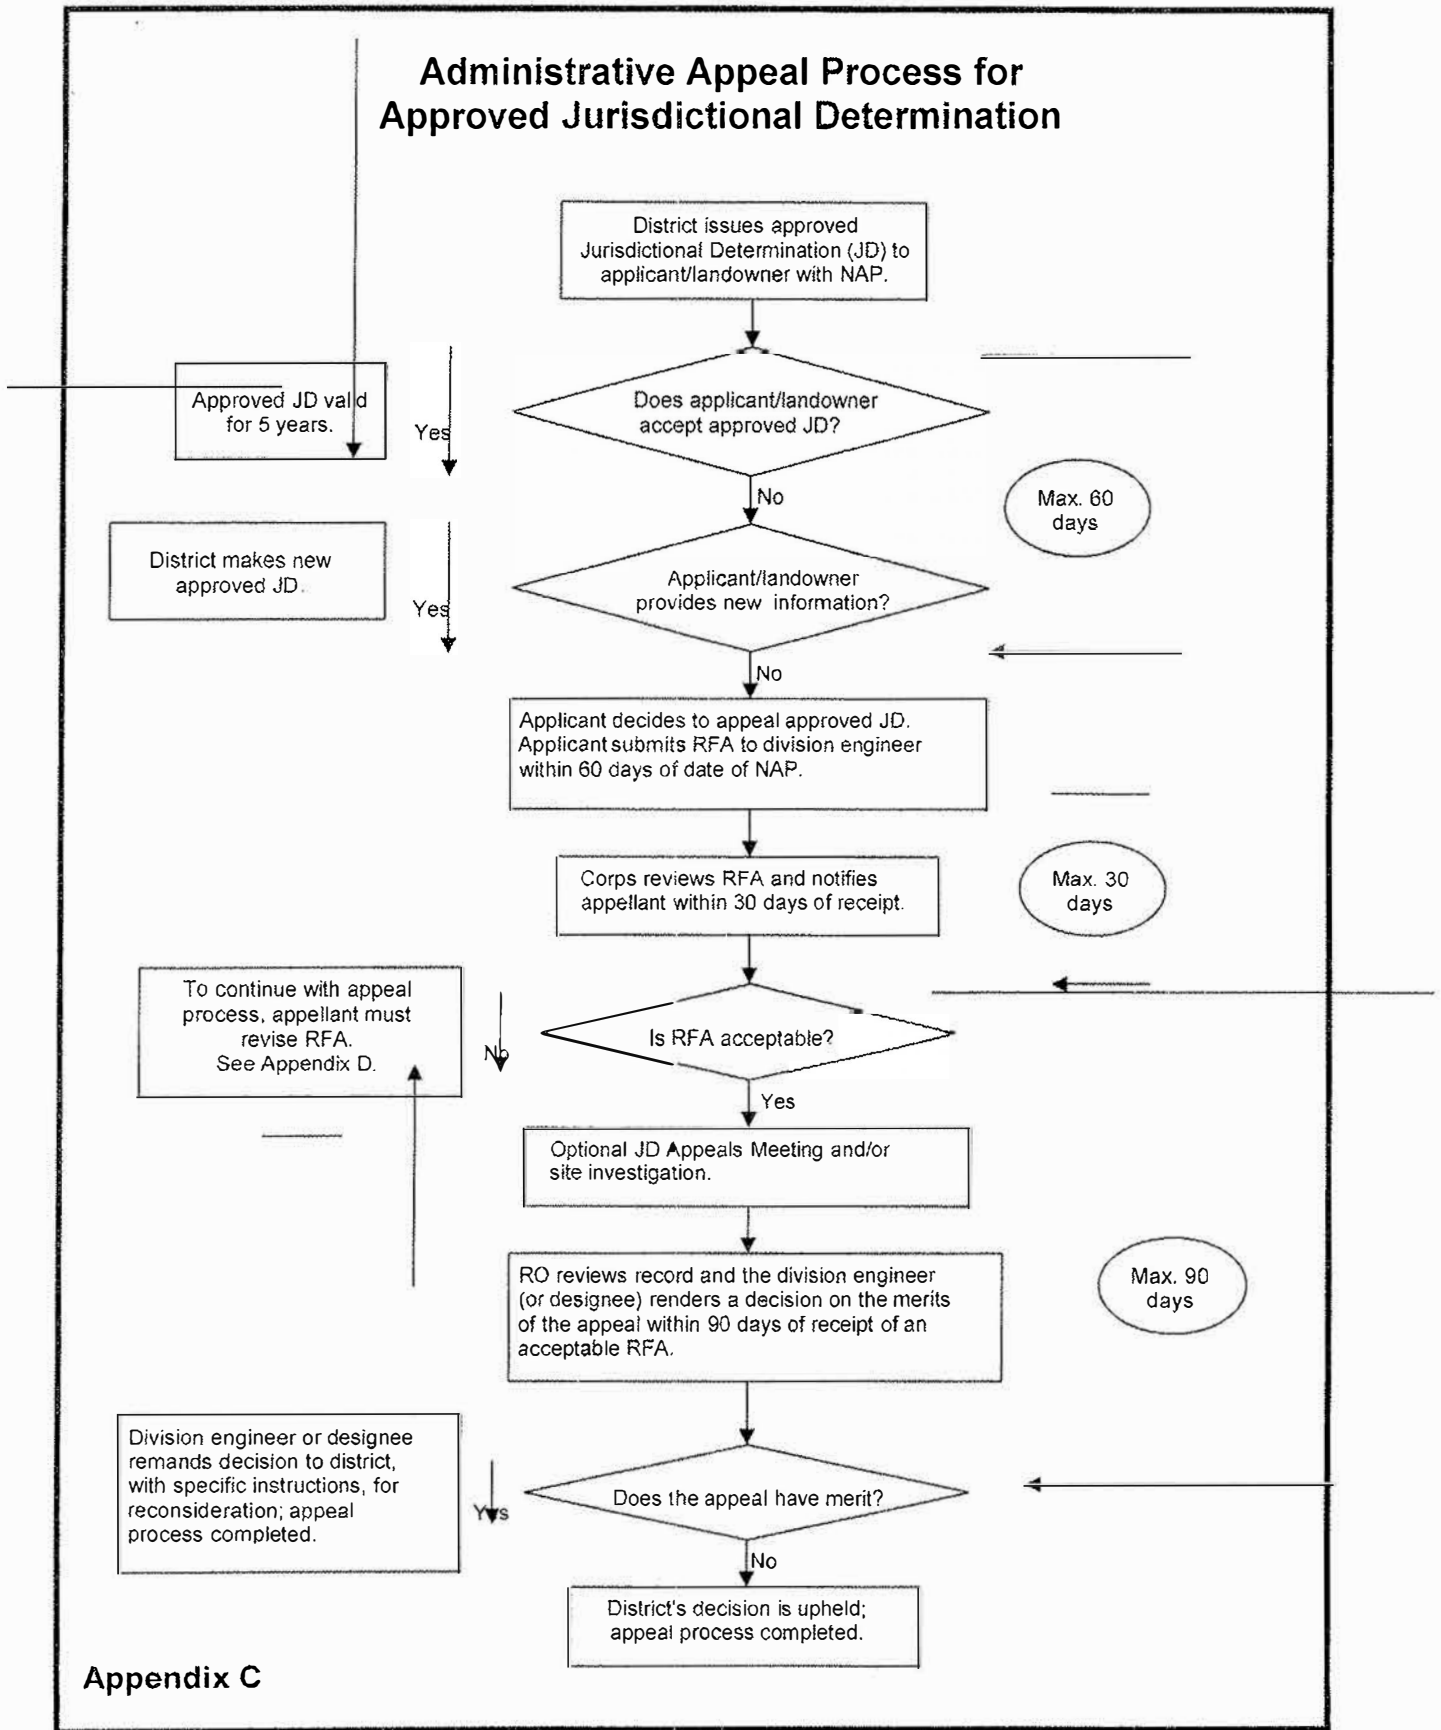 Administrative Appeal Process for
Approved Jurisdictional Determination
District issues approved
Jurisdictional Determination (JD) to
applicant/landowner with NAP.
Does applicant/landowner
accept approved JD?
Yes
Approved JD valid
for 5 years.
No
Max. 60
days
Applicant/landowner
provides new information?
Yes
District makes new
approved JD.
No
Applicant decides to appeal approved JD.
Applicant submits RFA to division engineer
within 60 days of date of NAP.
Corps reviews RFA and notifies
appellant within 30 days of receipt.
Max. 30
days
Is RFA acceptable?
No
To continue with appeal
process, appellant must
revise RFA.
See Appendix D.
Yes
Optional JD Appeals Meeting and/or
site investigation.
RO reviews record and the division engineer
(or designee) renders a decision on the merits
of the appeal within 90 days of receipt of an
acceptable RFA.
Max. 90
days
Does the appeal have merit?
Yes
Division engineer or designee
remands decision to district,
with specific instructions, for
reconsideration; appeal
process completed.
No
District's decision is upheld;
appeal process completed.
Appendix C